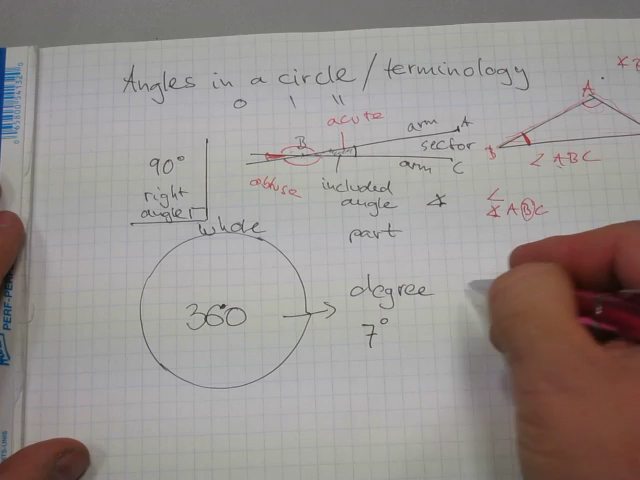 Angles in a circle / terminology
o ' "
acute
arm A
B
sector
arm C
obfuse
included
angle ∡
part
90°
right
angle
whole
360
degree
7°
A
B
∠ ABC
∠
∡ ABC